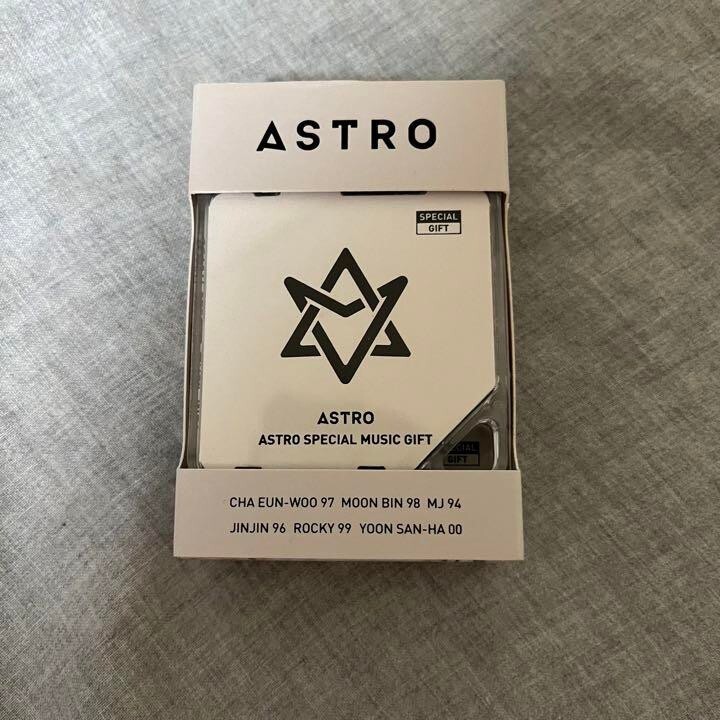 ASTRO
SPECIAL
GIFT
ASTRO
ASTRO SPECIAL MUSIC GIFT
GIFT
CHA EUN-WOO 97 MOON BIN 98 MJ 94
JINJIN 96 ROCKY 99 YOON SAN-HA 00